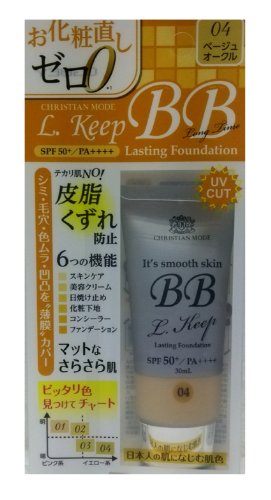 お化粧直し
ゼロ0
04
ベージュ
オークル
CHRISTIAN MODE
L. Keep BB
Long Time
SPF 50+/PA++++
Lasting Foundation
テカリ肌NO!
皮脂
くずれ
防止
シミ・毛穴・色ムラ・凹凸を"薄膜"カバー
6つの機能
スキンケア
美容クリーム
日焼け止め
化粧下地
コンシーラー
ファンデーション
マットな
さらさら肌
UV
CUT
CHRISTIAN MODE
It's smooth skin
BB
L. Keep
Lasting Foundation
SPF 50+/PA++++
30mL
04
ピッタリ色
見つけてチャート
明
01 02
03 04
暗
ピンク系 イエロー系
日本人の肌になじむ肌色